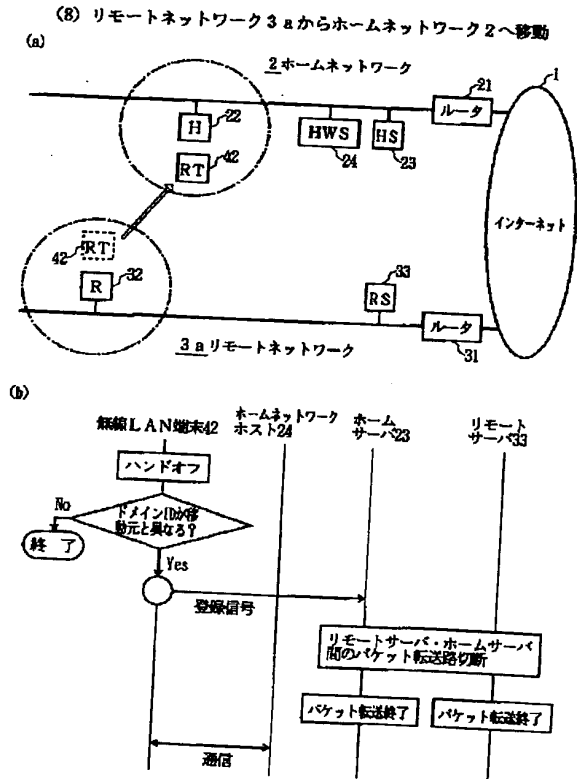 (8) リモートネットワーク3aからホームネットワーク2へ移動
(a)
2ホームネットワーク
1
21
ルータ
H
22
HWS
24
HS
23
RT
42
インターネット
RT
42
R
32
33
RS
ルータ
31
3aリモートネットワーク
(b)
無線LAN端末42
ホームネットワーク
ホスト24
ホーム
サーバ23
リモート
サーバ33
ハンドオフ
No
ドメインIDが移
動元と異なる?
終了
Yes
登録信号
リモートサーバ・ホームサーバ
間のパケット転送路切断
パケット転送終了
パケット転送終了
通信